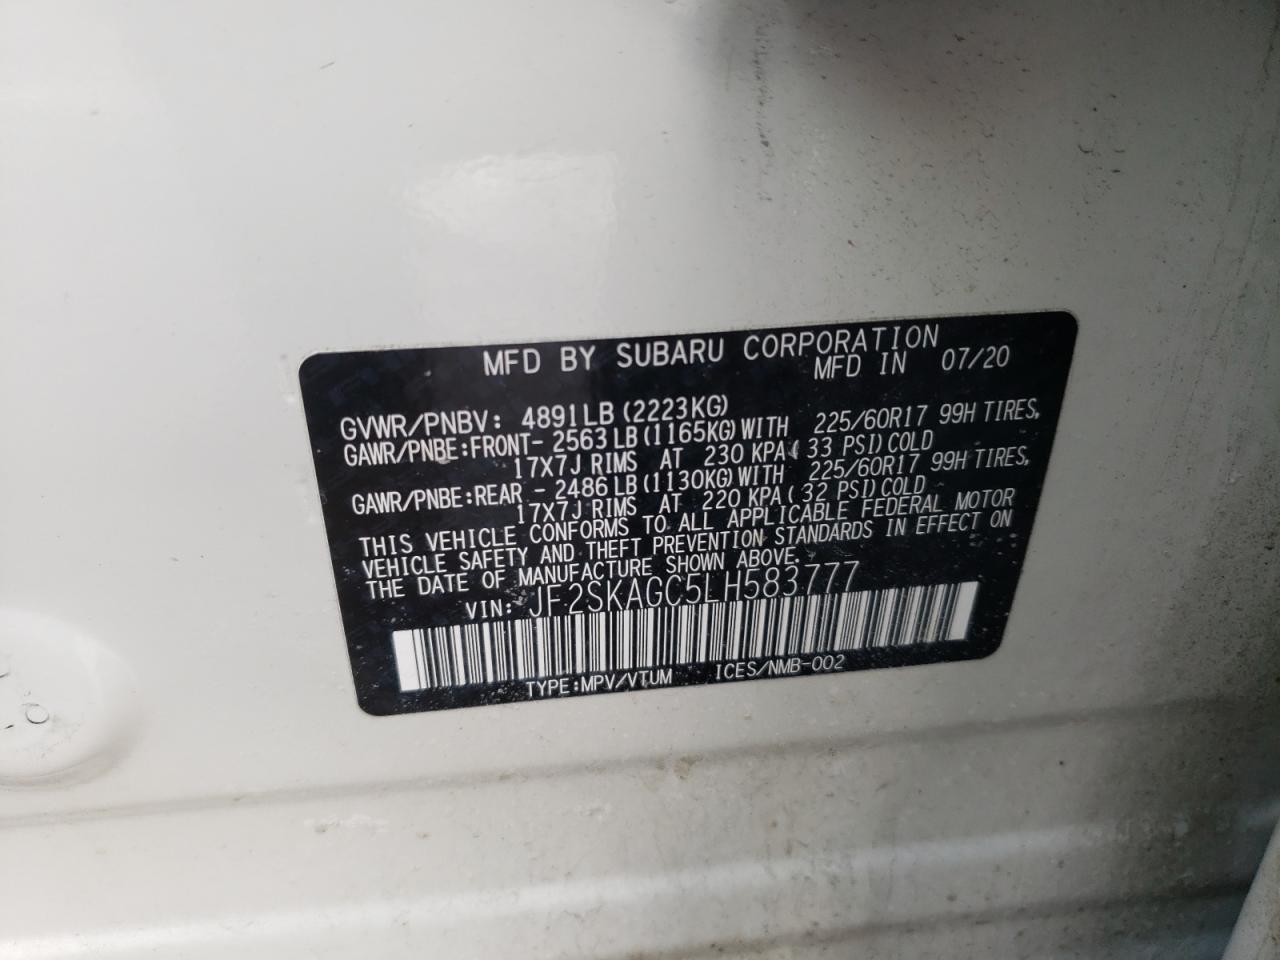 MFD BY SUBARU CORPORATION
MFD IN 07/20
GVWR/PNBV: 4891LB(2223KG)
GAWR/PNBE:FRONT- 2563LB(1165KG)WITH 225/60R17 99H TIRES,
17X7J RIMS AT 230 KPA(33 PSI)COLD
GAWR/PNBE:REAR - 2486LB(1130KG)WITH 225/60R17 99H TIRES,
17X7J RIMS AT 220 KPA(32 PSI)COLD
THIS VEHICLE CONFORMS TO ALL APPLICABLE FEDERAL MOTOR
VEHICLE SAFETY AND THEFT PREVENTION STANDARDS IN EFFECT ON
THE DATE OF MANUFACTURE SHOWN ABOVE.
VIN: JF2SKAGC5LH583777
TYPE:MPV/VTUM ICES/NMB-002